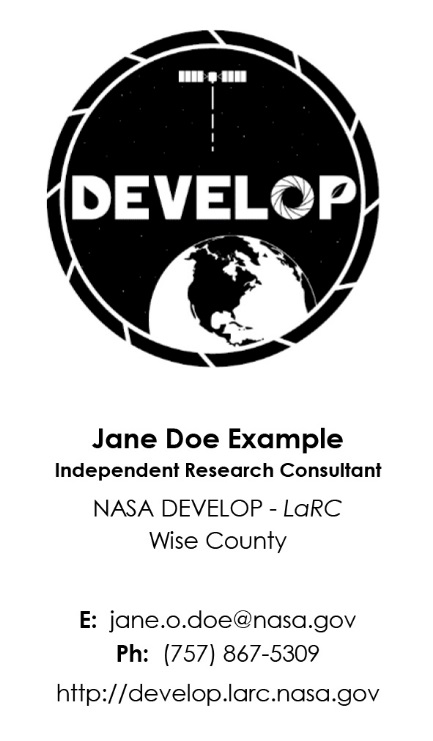 DEVELOP
Jane Doe Example
Independent Research Consultant
NASA DEVELOP - LaRC
Wise County
E: jane.o.doe@nasa.gov
Ph: (757) 867-5309
http://develop.larc.nasa.gov